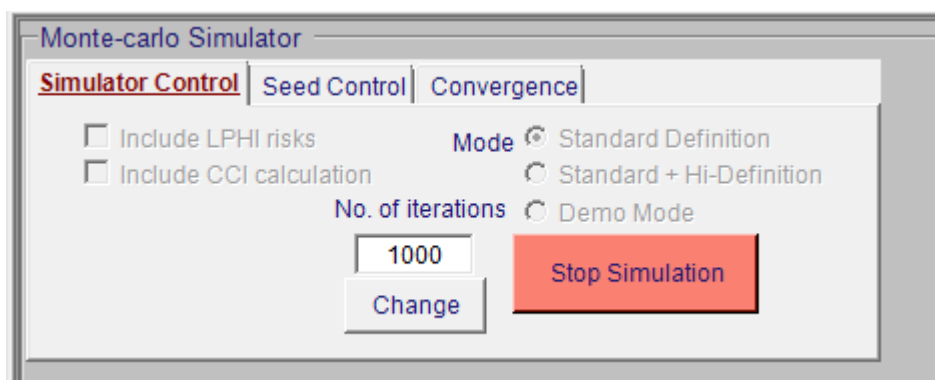 Monte-carlo Simulator
Simulator Control Seed Control Convergence
Include LPHI risks Mode Standard Definition
Include CCI calculation Standard + Hi-Definition
No. of iterations Demo Mode
1000 Stop Simulation
Change